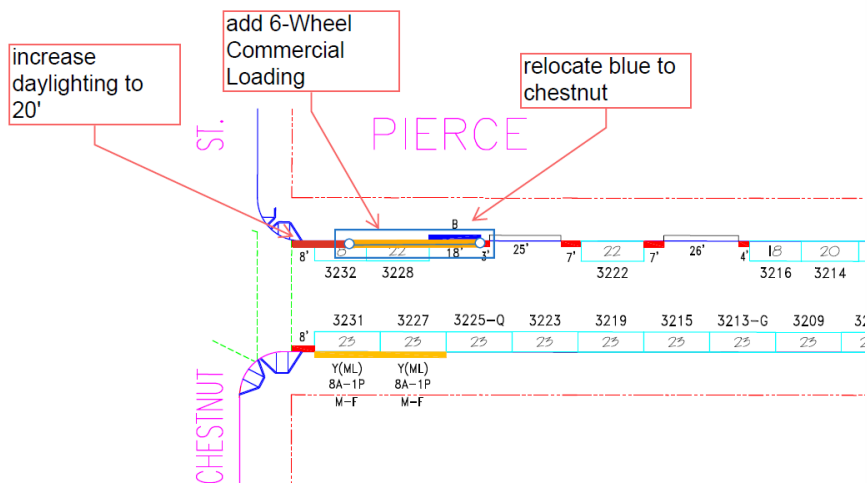 increase
daylighting to
20'
add 6-Wheel
Commercial
Loading
relocate blue to
chestnut
ST.
PIERCE
B
8' 22 18' 3' 25' 7' 22 7' 26' 4' 18 20
3232 3228 3222 3216 3214
3231 3227 3225-Q 3223 3219 3215 3213-G 3209
8' 23 23 23 23 23 23 23 23
Y(ML) Y(ML)
8A-1P 8A-1P
M-F M-F
CHESTNUT